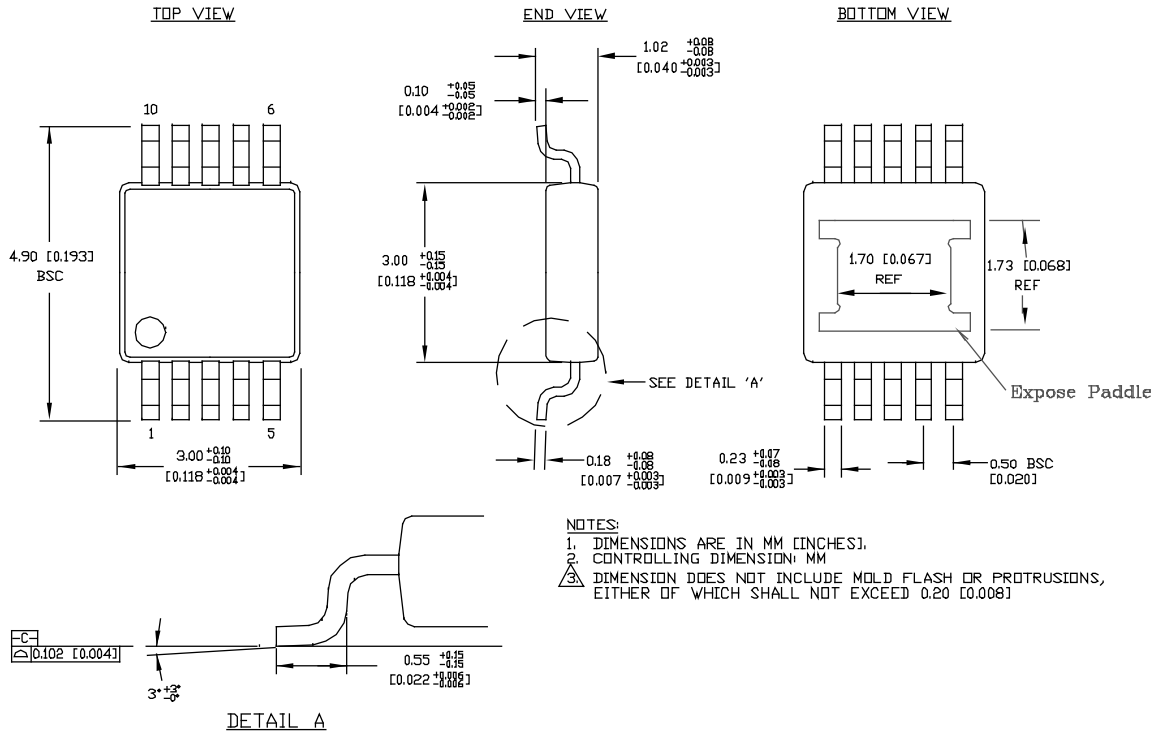 TOP VIEW
END VIEW
BOTTOM VIEW
1.02 +0.08 -0.08
[0.040 +0.003 -0.003]
0.10 +0.05 -0.05
[0.004 +0.002 -0.002]
10
6
4.90 [0.193]
BSC
3.00 +0.15 -0.15
[0.118 +0.004 -0.004]
1.70 [0.067]
REF
1.73 [0.068]
REF
SEE DETAIL 'A'
Expose Paddle
1
5
3.00 +0.10 -0.10
[0.118 +0.004 -0.004]
0.18 +0.08 -0.08
[0.007 +0.003 -0.003]
0.23 +0.07 -0.08
[0.009 +0.003 -0.003]
0.50 BSC
[0.020]
NOTES:
1. DIMENSIONS ARE IN MM [INCHES].
2. CONTROLLING DIMENSION: MM
3. DIMENSION DOES NOT INCLUDE MOLD FLASH OR PROTRUSIONS,
EITHER OF WHICH SHALL NOT EXCEED 0.20 [0.008]
-C-
0.102 [0.004]
3° +3° -0°
0.55 +0.15 -0.15
[0.022 +0.006 -0.006]
DETAIL A